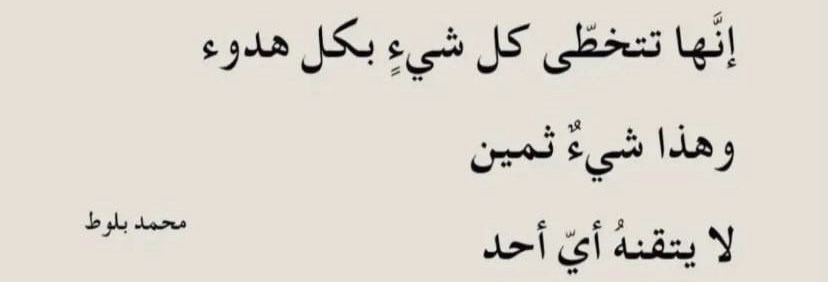 إنَّها تتخطّى كل شيءٍ بكل هدوء
وهذا شيءٌ ثمين
لا يتقنهُ أيّ أحد
محمد بلوط